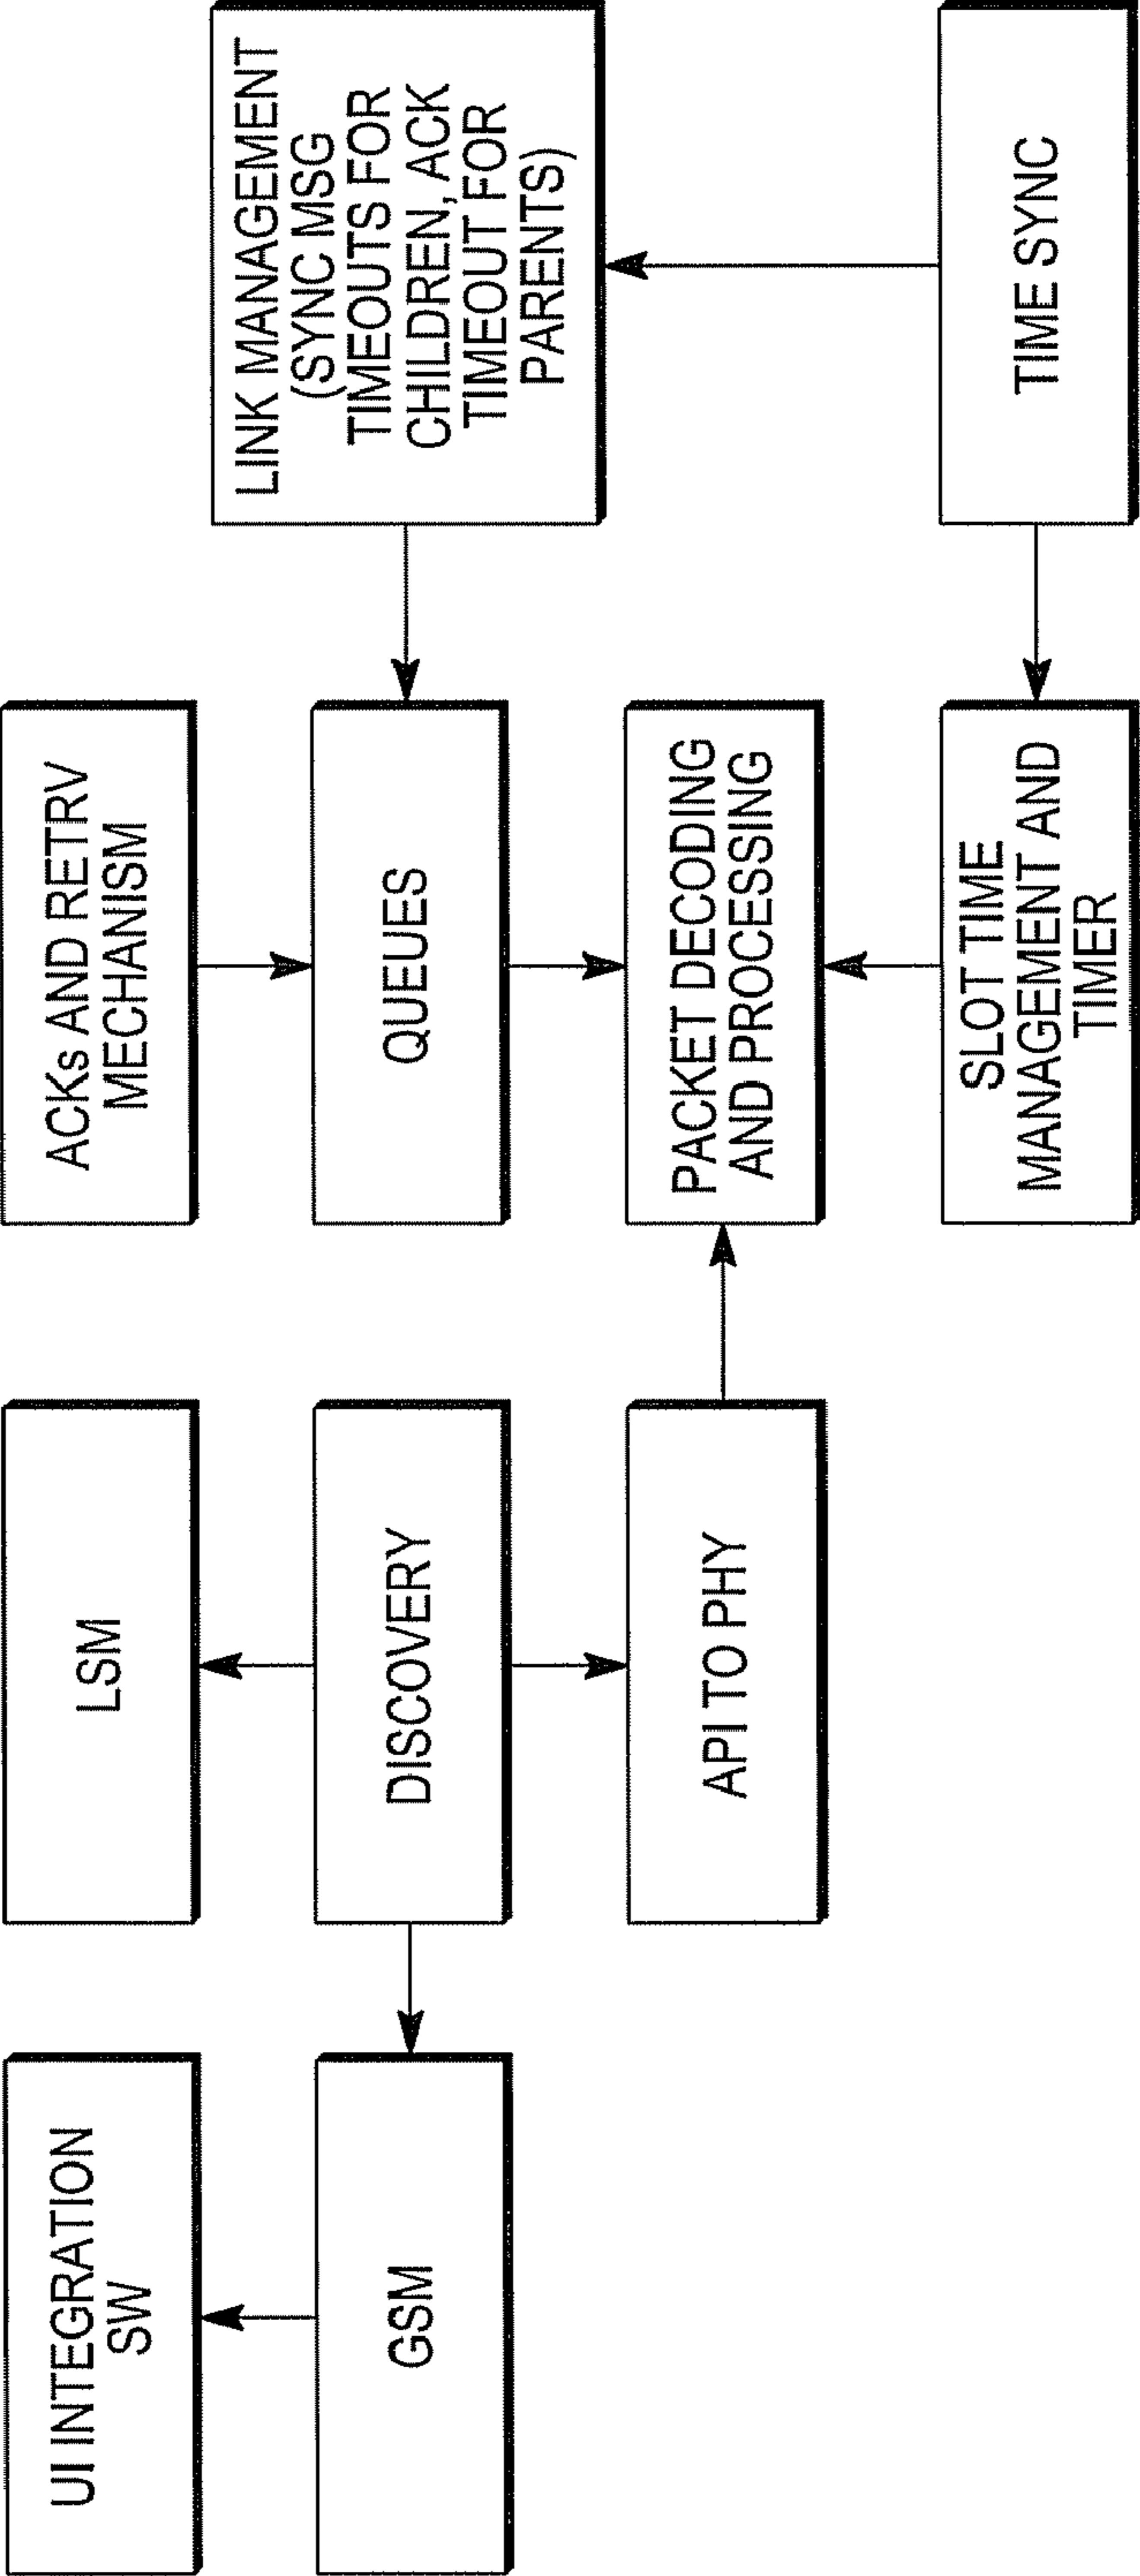 UI INTEGRATION
SW
GSM
LSM
DISCOVERY
API TO PHY
ACKs AND RETRV
MECHANISM
QUEUES
PACKET DECODING
AND PROCESSING
SLOT TIME
MANAGEMENT AND
TIMER
LINK MANAGEMENT
(SYNC MSG
TIMEOUTS FOR
CHILDREN, ACK
TIMEOUT FOR
PARENTS)
TIME SYNC